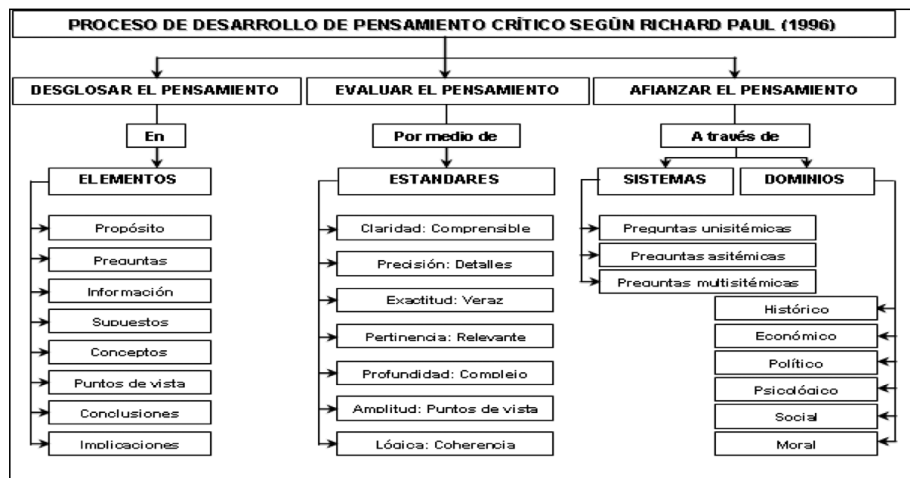 PROCESO DE DESARROLLO DE PENSAMIENTO CRÍTICO SEGÙN RICHARD PAUL (1996)
DESGLOSAR EL PENSAMIENTO
EVALUAR EL PENSAMIENTO
AFIANZAR EL PENSAMIENTO
En
Por medio de
A través de
ELEMENTOS
ESTANDARES
SISTEMAS
DOMINIOS
Propósito
Preguntas
Información
Supuestos
Conceptos
Puntos de vista
Conclusiones
Implicaciones
Claridad: Comprensible
Precisión: Detalles
Exactitud: Veraz
Pertinencia: Relevante
Profundidad: Complejo
Amplitud: Puntos de vista
Lógica: Coherencia
Preguntas unisitémicas
Preguntas asitémicas
Preguntas multisitémicas
Histórico
Económico
Político
Psicológico
Social
Moral